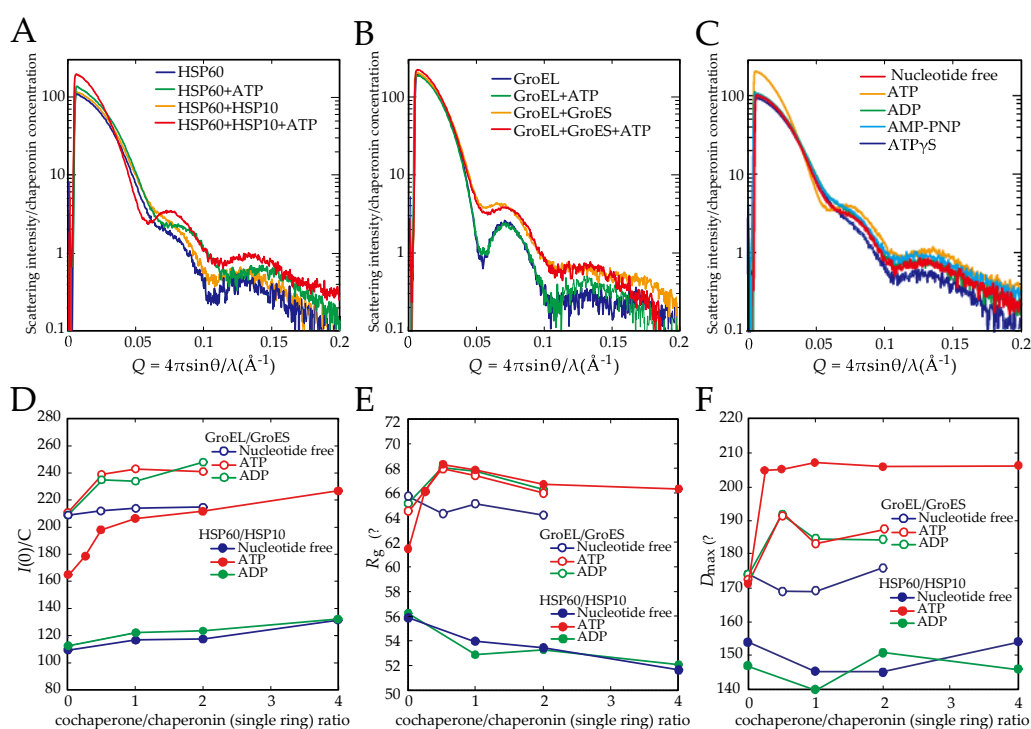 A
Scattering intensity/chaperonin concentration
100
10
1
0.1
HSP60
HSP60+ATP
HSP60+HSP10
HSP60+HSP10+ATP
0 0.05 0.1 0.15 0.2
Q = 4πsinθ/λ(Å-1)
B
Scattering intensity/chaperonin concentration
100
10
1
0.1
GroEL
GroEL+ATP
GroEL+GroES
GroEL+GroES+ATP
0 0.05 0.1 0.15 0.2
Q = 4πsinθ/λ(Å-1)
C
Scattering intensity/chaperonin concentration
100
10
1
0.1
Nucleotide free
ATP
ADP
AMP-PNP
ATPγS
0 0.05 0.1 0.15 0.2
Q = 4πsinθ/λ(Å-1)
D
I(0)/C
280
260
240
220
200
180
160
140
120
100
80
GroEL/GroES
Nucleotide free
ATP
ADP
HSP60/HSP10
Nucleotide free
ATP
ADP
0 1 2 3 4
cochaperone/chaperonin (single ring) ratio
E
Rg (?
72
70
68
66
64
62
60
58
56
54
52
50
GroEL/GroES
Nucleotide free
ATP
ADP
HSP60/HSP10
Nucleotide free
ATP
ADP
0 1 2 3 4
cochaperone/chaperonin (single ring) ratio
F
Dmax (?
220
210
200
190
180
170
160
150
140
GroEL/GroES
Nucleotide free
ATP
ADP
HSP60/HSP10
Nucleotide free
ATP
ADP
0 1 2 3 4
cochaperone/chaperonin (single ring) ratio